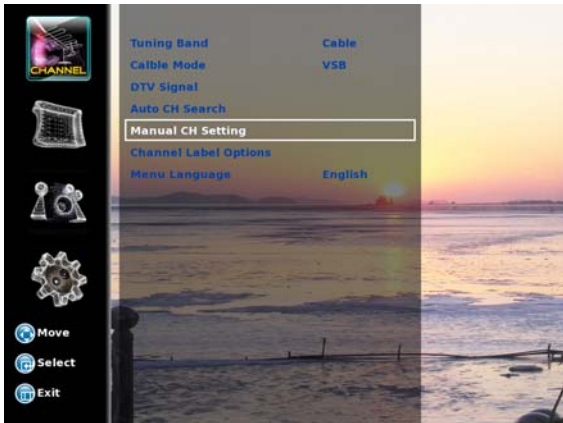 CHANNEL
Tuning Band Cable
Calble Mode VSB
DTV Signal
Auto CH Search
Manual CH Setting
Channel Label Options
Menu Language English
Move
Select
Exit